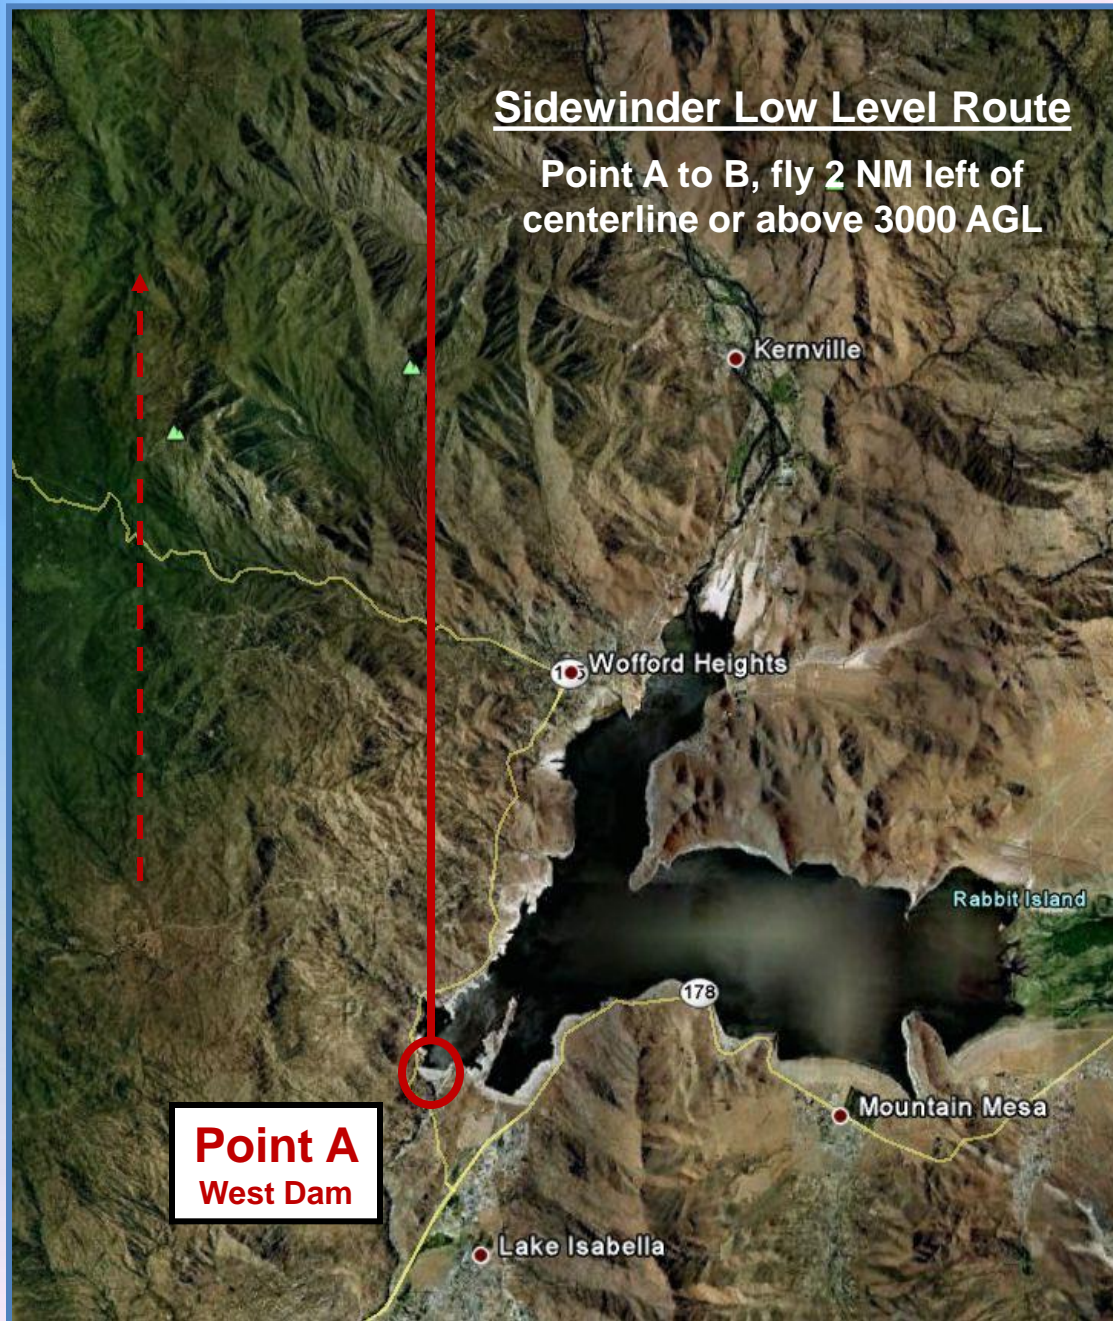 Sidewinder Low Level Route
Point A to B, fly 2 NM left of
centerline or above 3000 AGL
Kernville
Wofford Heights
Rabbit Island
178
Mountain Mesa
Point A
West Dam
Lake Isabella